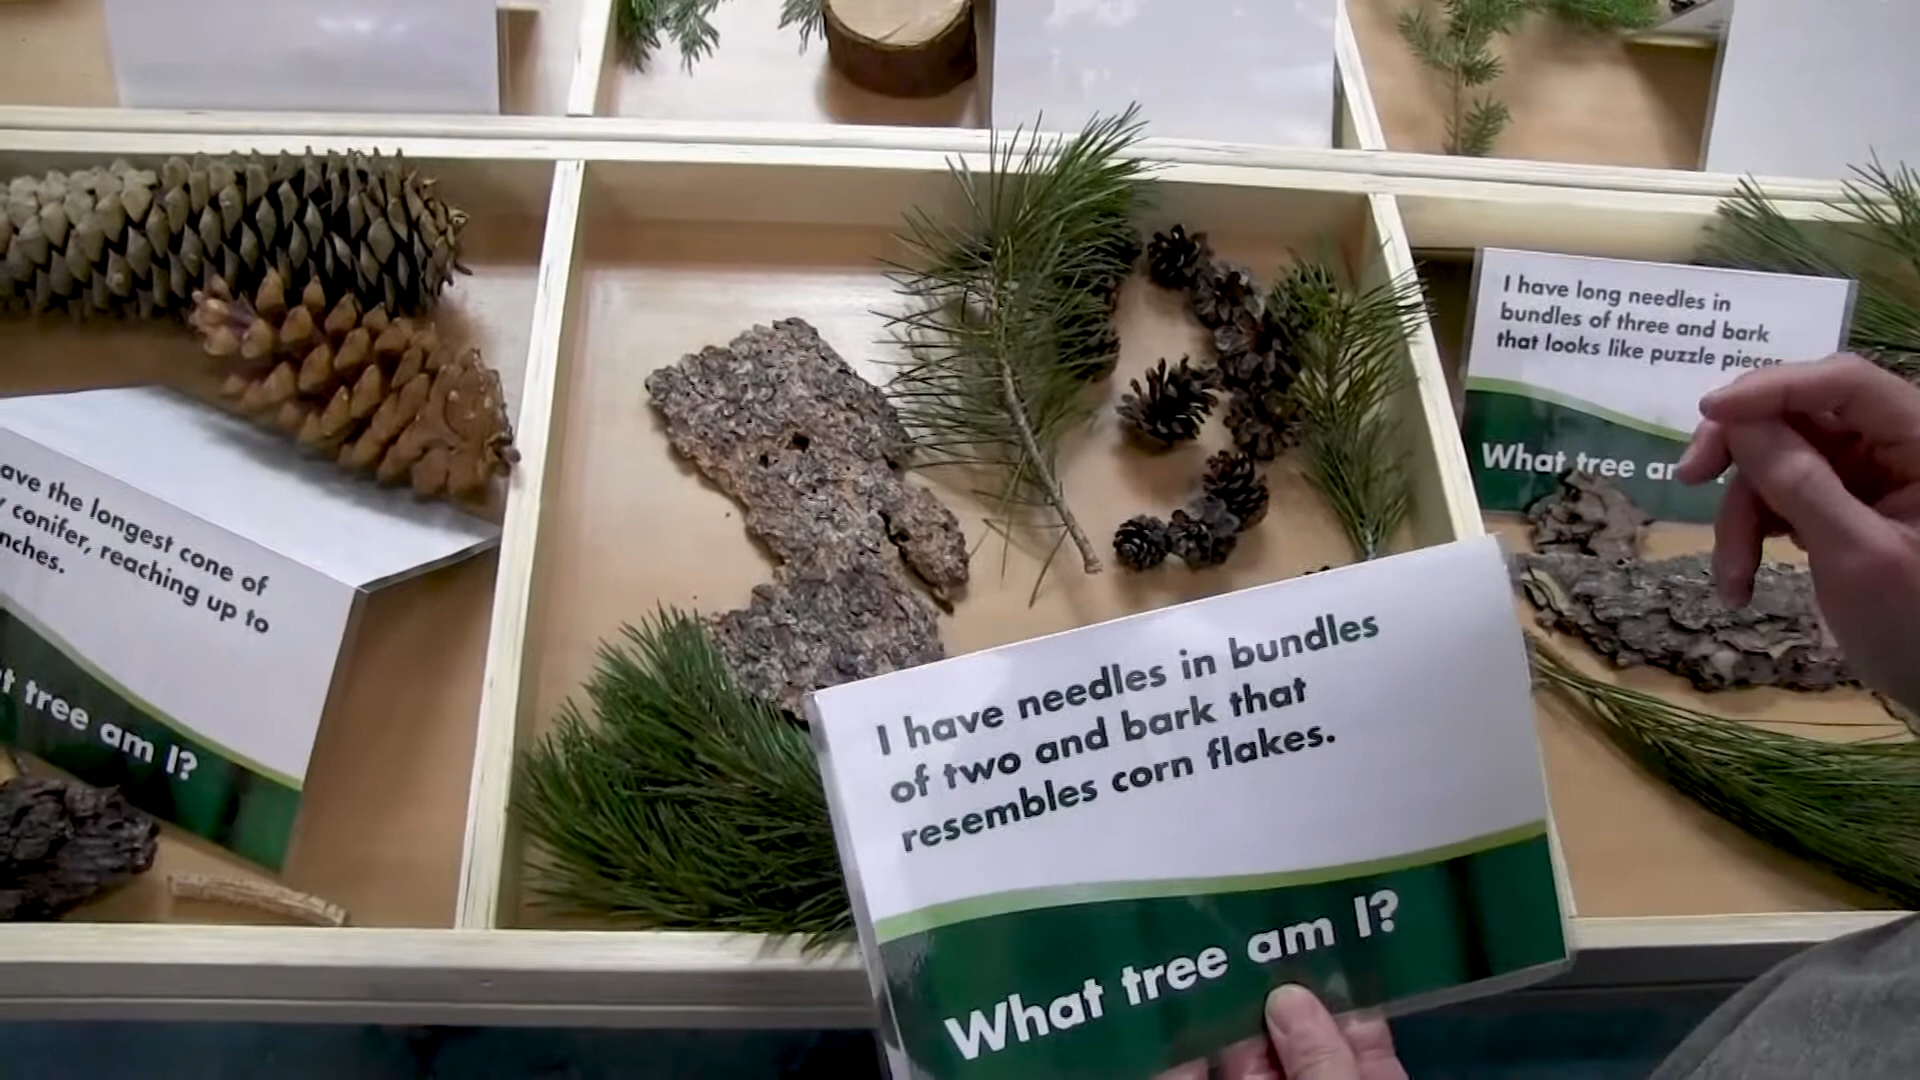 ave the longest cone of
conifer, reaching up to
nches.
tree am I?
I have needles in bundles
of two and bark that
resembles corn flakes.
What tree am I?
I have long needles in
bundles of three and bark
that looks like puzzle pieces
What tree ar